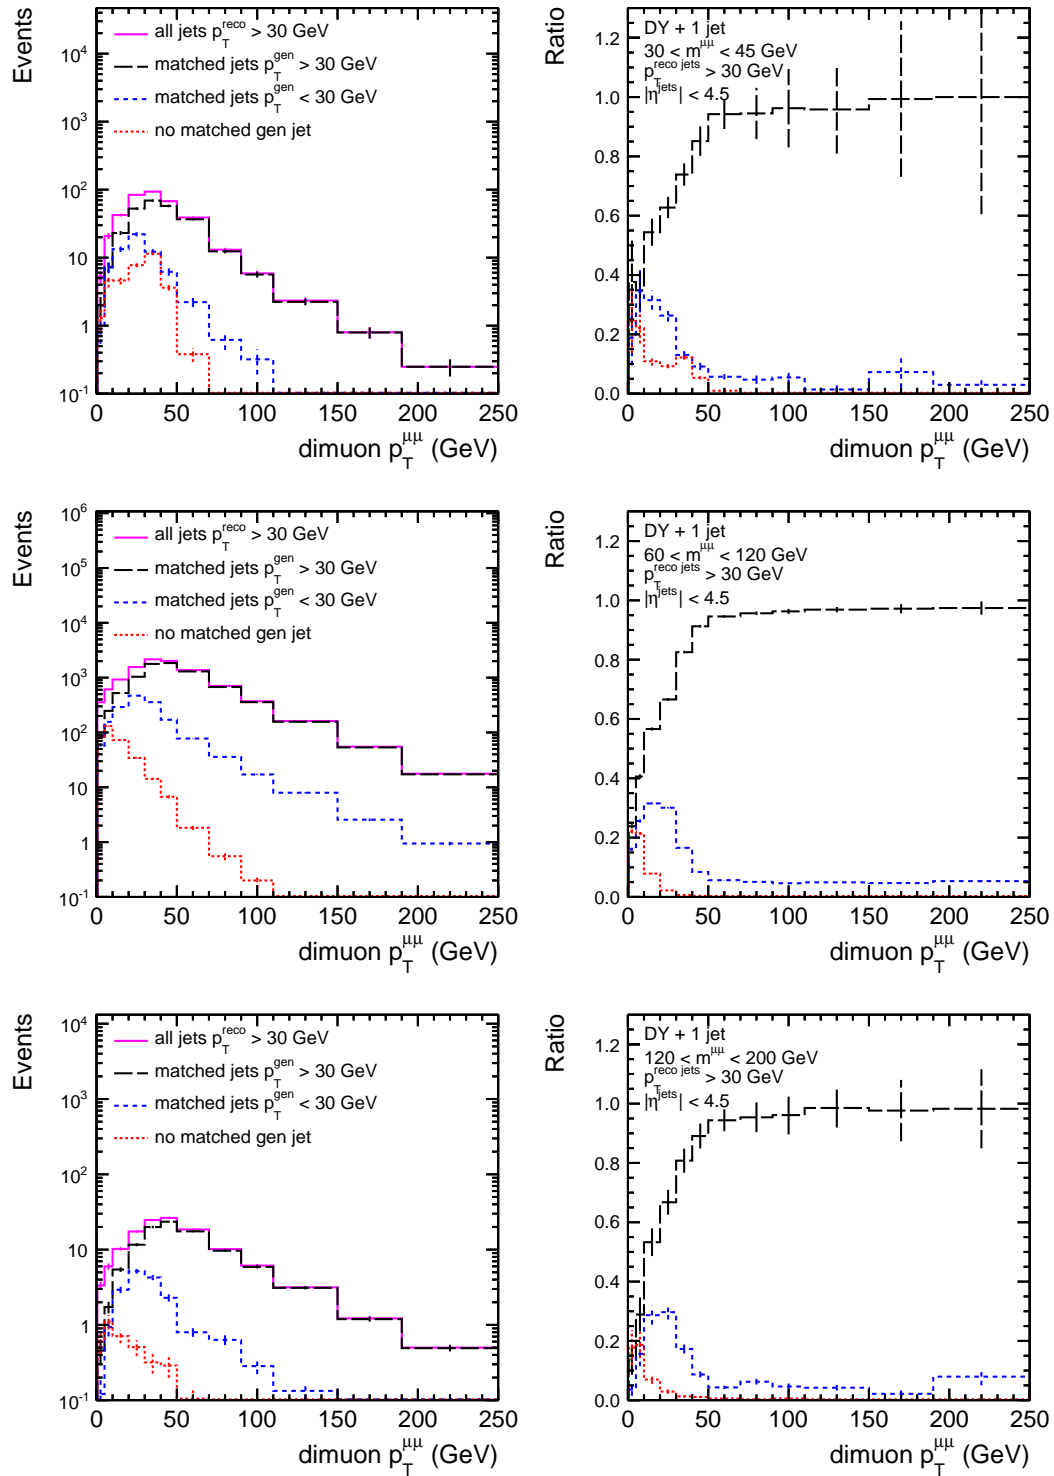 Events
all jets p_T^reco > 30 GeV
matched jets p_T^gen > 30 GeV
matched jets p_T^gen < 30 GeV
no matched gen jet
10^4
10^3
10^2
10
1
10^-1
0 50 100 150 200 250
dimuon p_T^μμ (GeV)
Ratio
DY + 1 jet
30 < m^μμ < 45 GeV
p_T^reco jets > 30 GeV
|η^jets| < 4.5
1.2
1.0
0.8
0.6
0.4
0.2
0.0
0 50 100 150 200 250
dimuon p_T^μμ (GeV)
Events
10^6
all jets p_T^reco > 30 GeV
matched jets p_T^gen > 30 GeV
matched jets p_T^gen < 30 GeV
no matched gen jet
10^5
10^4
10^3
10^2
10
1
10^-1
0 50 100 150 200 250
dimuon p_T^μμ (GeV)
Ratio
DY + 1 jet
60 < m^μμ < 120 GeV
p_T^reco jets > 30 GeV
|η^jets| < 4.5
1.2
1.0
0.8
0.6
0.4
0.2
0.0
0 50 100 150 200 250
dimuon p_T^μμ (GeV)
Events
10^4
all jets p_T^reco > 30 GeV
matched jets p_T^gen > 30 GeV
matched jets p_T^gen < 30 GeV
no matched gen jet
10^3
10^2
10
1
10^-1
0 50 100 150 200 250
dimuon p_T^μμ (GeV)
Ratio
DY + 1 jet
120 < m^μμ < 200 GeV
p_T^reco jets > 30 GeV
|η^jets| < 4.5
1.2
1.0
0.8
0.6
0.4
0.2
0.0
0 50 100 150 200 250
dimuon p_T^μμ (GeV)